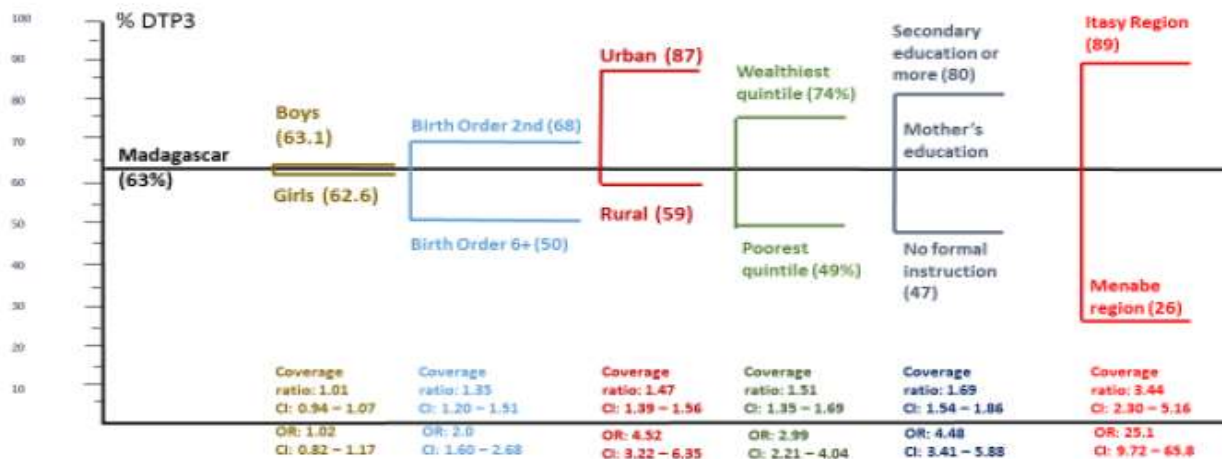 % DTP3
100
90
80
70
60
50
40
30
20
10
Madagascar
(63%)
Boys
(63.1)
Girls (62.6)
Birth Order 2nd (68)
Birth Order 6+ (50)
Urban (87)
Rural (59)
Wealthiest
quintile (74%)
Poorest
quintile (49%)
Secondary
education or
more (80)
Mother's
education
No formal
instruction
(47)
Itasy Region
(89)
Menabe
region (26)
Coverage
ratio: 1.01
CI: 0.94 – 1.07
OR: 1.02
CI: 0.82 – 1.17
Coverage
ratio: 1.35
CI: 1.20 – 1.51
OR: 2.0
CI: 1.60 – 2.68
Coverage
ratio: 1.47
CI: 1.39 – 1.56
OR: 4.52
CI: 3.22 – 6.35
Coverage
ratio: 1.51
CI: 1.35 – 1.69
OR: 2.99
CI: 2.21 – 4.04
Coverage
ratio: 1.69
CI: 1.54 – 1.86
OR: 4.48
CI: 3.41 – 5.88
Coverage
ratio: 3.44
CI: 2.30 – 5.16
OR: 25.1
CI: 9.72 – 65.8